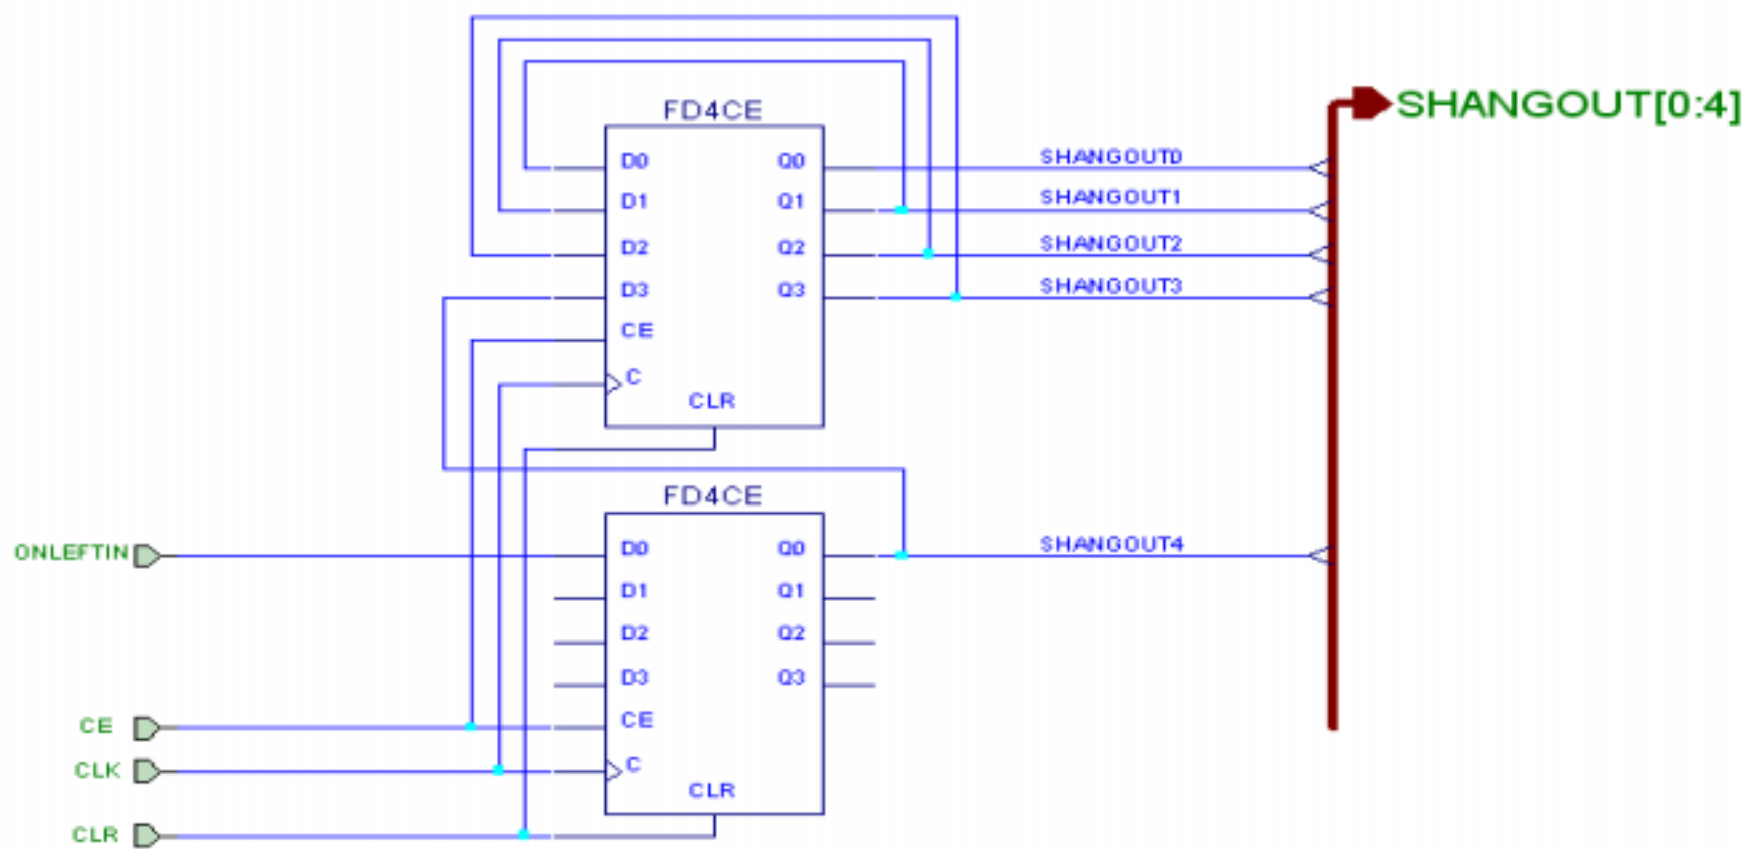 SHANGOUT[0:4]
FD4CE
D0 Q0 SHANGOUT0
D1 Q1 SHANGOUT1
D2 Q2 SHANGOUT2
D3 Q3 SHANGOUT3
CE
C
CLR
FD4CE
ONLEFTIN D0 Q0 SHANGOUT4
D1 Q1
D2 Q2
D3 Q3
CE CE
CLK C
CLR
CLR